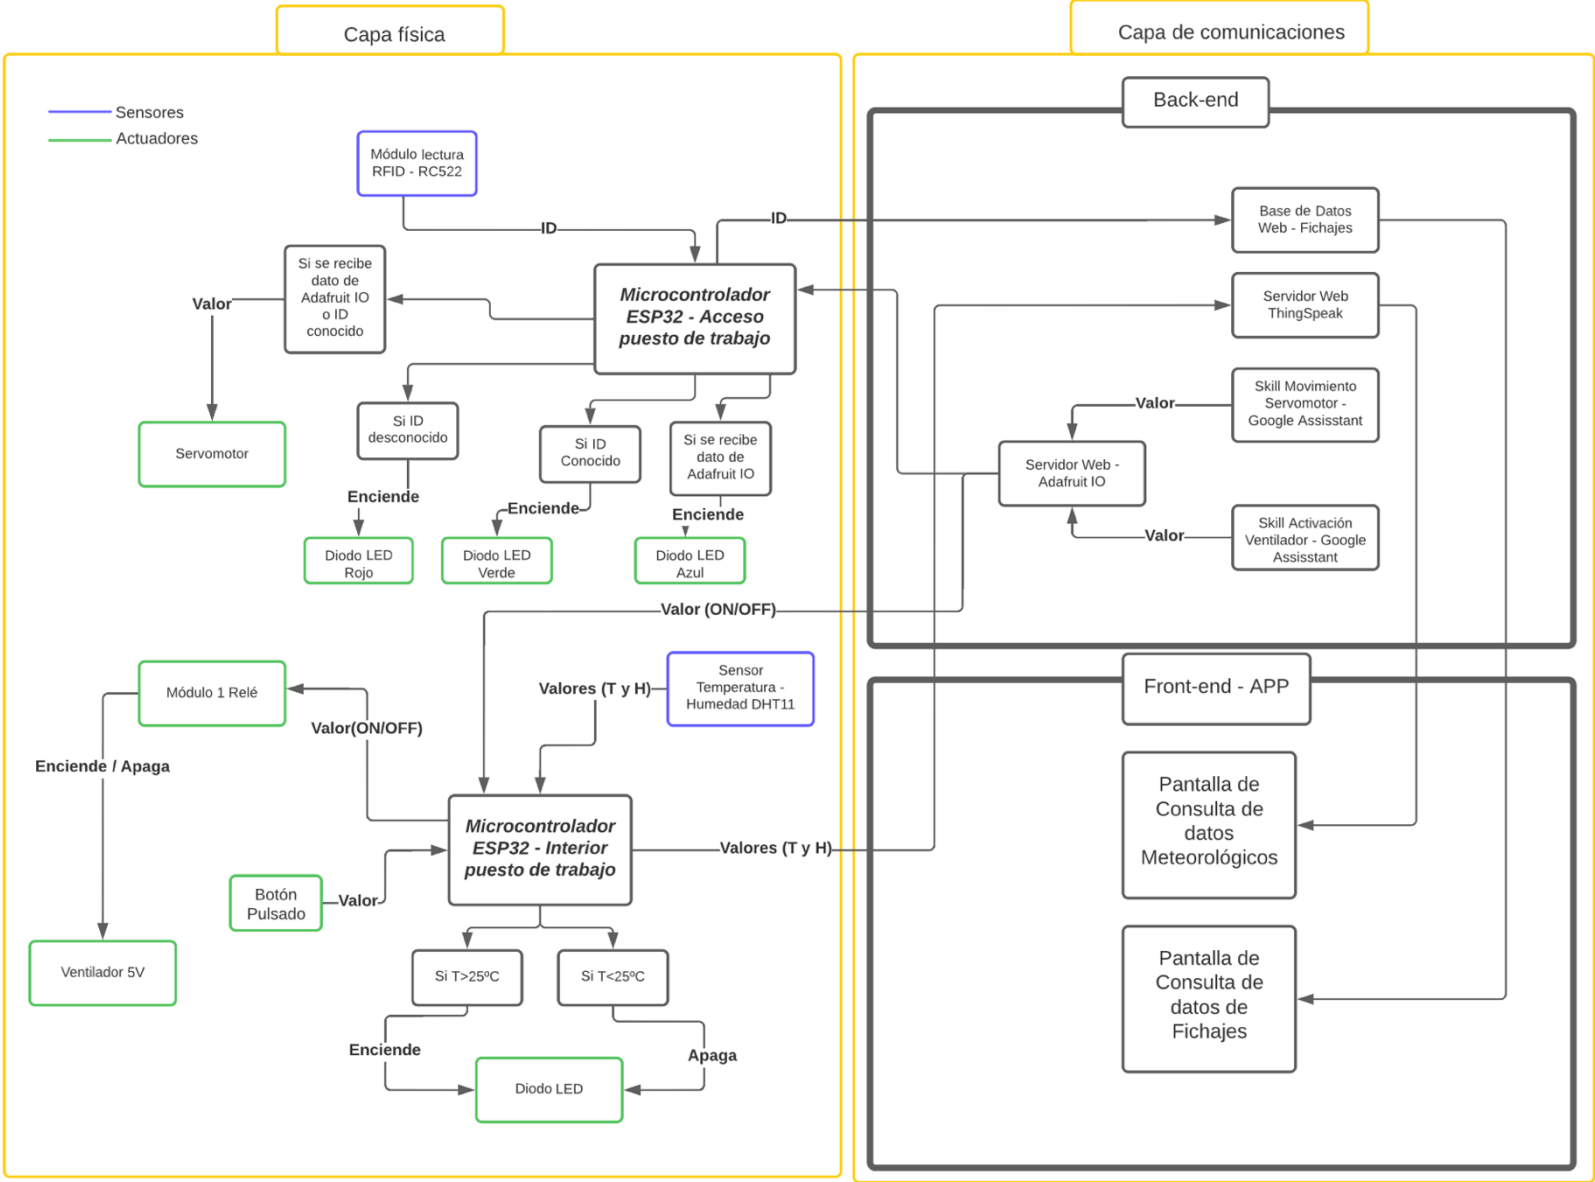 Capa física
Capa de comunicaciones
Sensores
Actuadores
Back-end
Módulo lectura
RFID - RC522
ID
ID
Base de Datos
Web - Fichajes
Si se recibe
dato de
Adafruit IO
o ID
conocido
Valor
Microcontrolador
ESP32 - Acceso
puesto de trabajo
Servidor Web
ThingSpeak
Servomotor
Si ID
desconocido
Si ID
Conocido
Si se recibe
dato de
Adafruit IO
Valor
Skill Movimiento
Servomotor -
Google Assisstant
Servidor Web -
Adafruit IO
Enciende
Enciende
Enciende
Valor
Skill Activación
Ventilador - Google
Assisstant
Diodo LED
Rojo
Diodo LED
Verde
Diodo LED
Azul
Valor (ON/OFF)
Módulo 1 Relé
Valores (T y H)
Sensor
Temperatura -
Humedad DHT11
Front-end - APP
Valor(ON/OFF)
Enciende / Apaga
Pantalla de
Consulta de
datos
Meteorológicos
Microcontrolador
ESP32 - Interior
puesto de trabajo
Valores (T y H)
Botón
Pulsado
Valor
Ventilador 5V
Si T>25ºC
Si T<25ºC
Pantalla de
Consulta de
datos de
Fichajes
Enciende
Apaga
Diodo LED